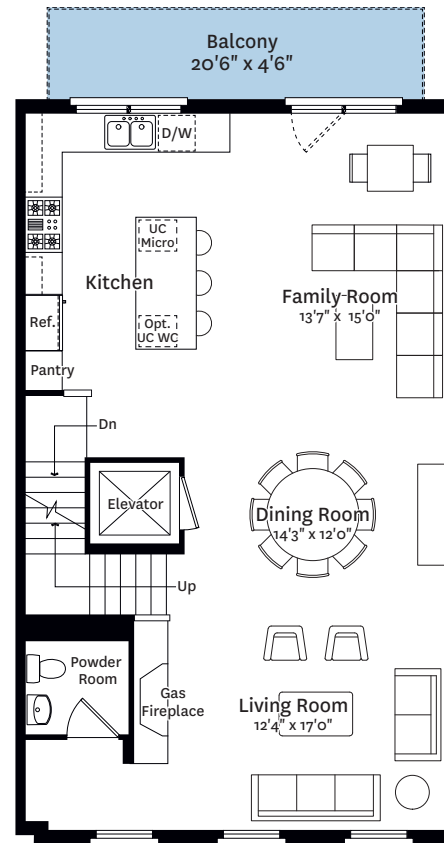 Balcony
20'6" x 4'6"
D/W
UC
Micro
Kitchen
Family Room
13'7" x 15'0"
Ref.
Opt.
UC WC
Pantry
Dn
Elevator
Dining Room
14'3" x 12'0"
Up
Powder
Room
Gas
Fireplace
Living Room
12'4" x 17'0"